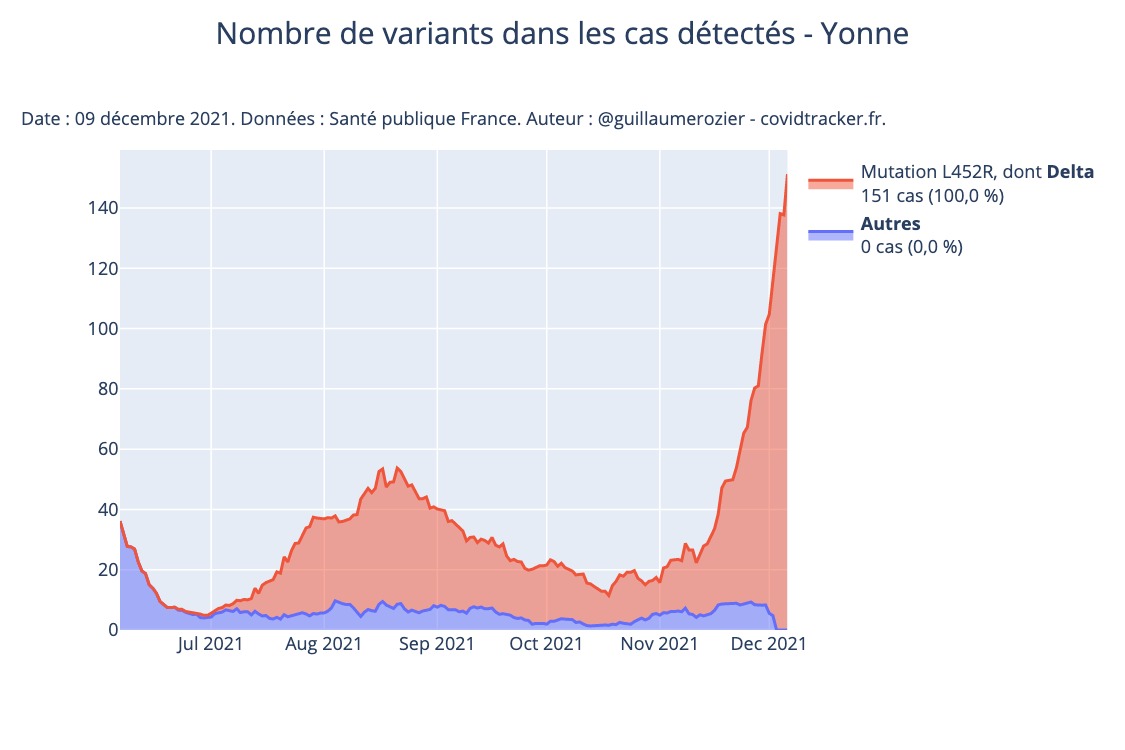 Nombre de variants dans les cas détectés - Yonne
Date : 09 décembre 2021. Données : Santé publique France. Auteur : @guillaumerozier - covidtracker.fr.
Mutation L452R, dont Delta
151 cas (100,0 %)
Autres
0 cas (0,0 %)
140
120
100
80
60
40
20
0
Jul 2021
Aug 2021
Sep 2021
Oct 2021
Nov 2021
Dec 2021